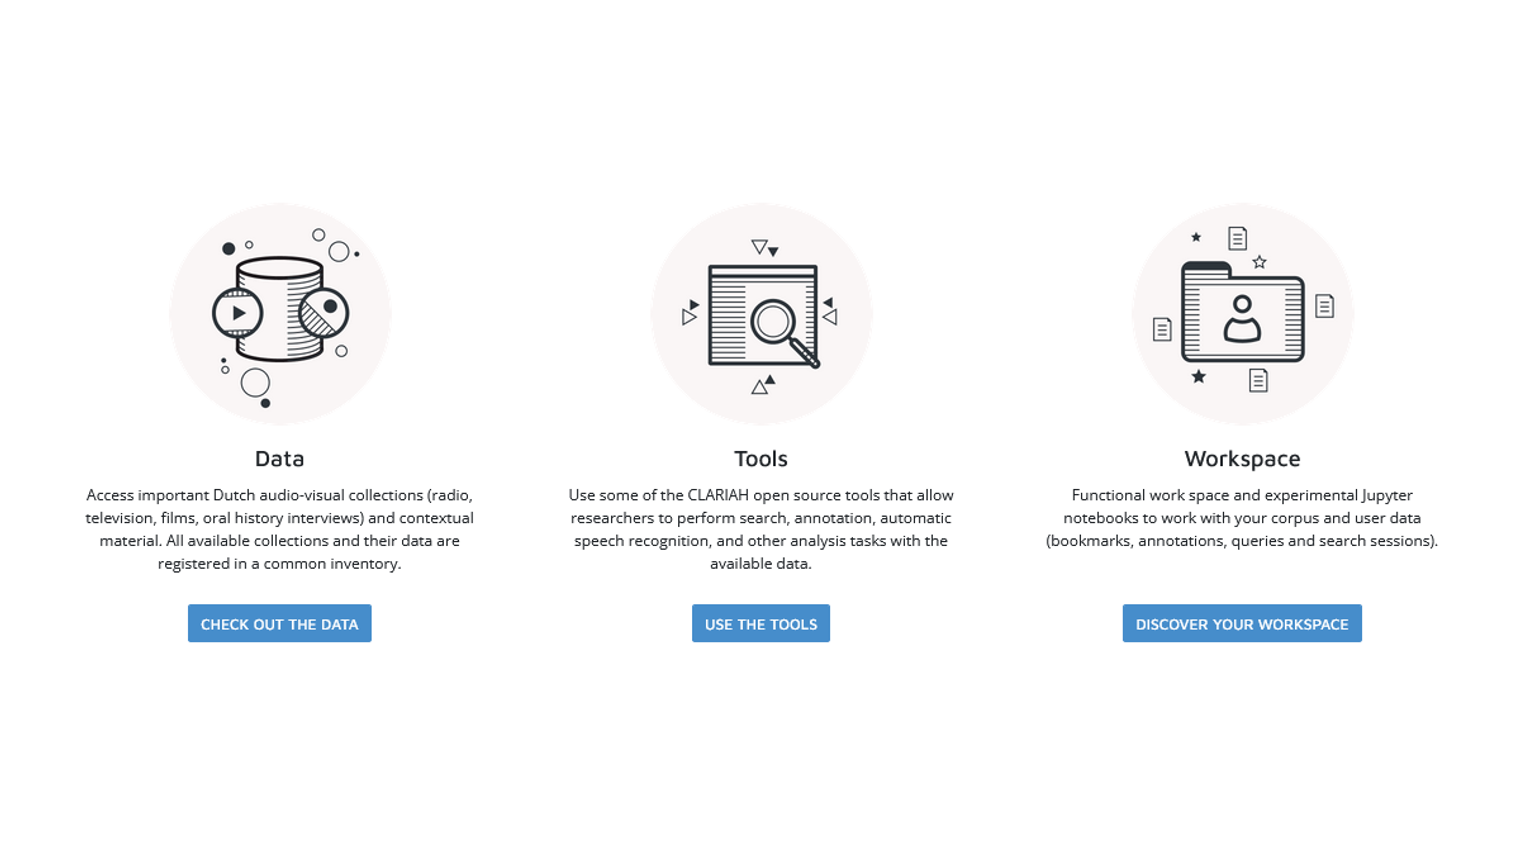 Data
Access important Dutch audio-visual collections (radio,
television, films, oral history interviews) and contextual
material. All available collections and their data are
registered in a common inventory.
CHECK OUT THE DATA
Tools
Use some of the CLARIAH open source tools that allow
researchers to perform search, annotation, automatic
speech recognition, and other analysis tasks with the
available data.
USE THE TOOLS
Workspace
Functional work space and experimental Jupyter
notebooks to work with your corpus and user data
(bookmarks, annotations, queries and search sessions).
DISCOVER YOUR WORKSPACE